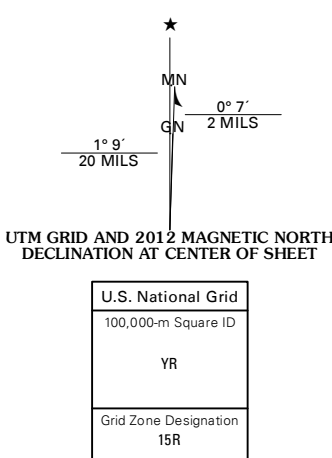 ★
MN
0° 7´
2 MILS
GN
1° 9´
20 MILS
UTM GRID AND 2012 MAGNETIC NORTH
DECLINATION AT CENTER OF SHEET
U.S. National Grid
100,000-m Square ID
YR
Grid Zone Designation
15R